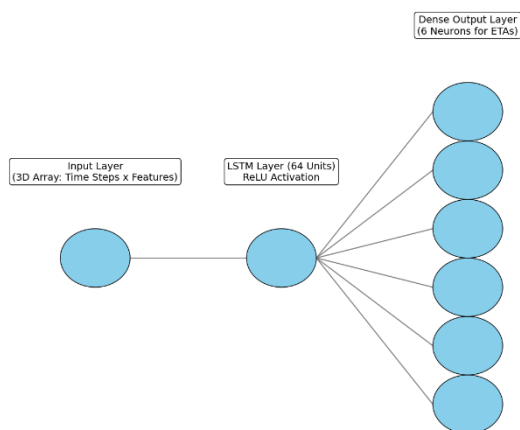 Dense Output Layer
(6 Neurons for ETAs)
Input Layer
(3D Array: Time Steps x Features)
LSTM Layer (64 Units)
ReLU Activation